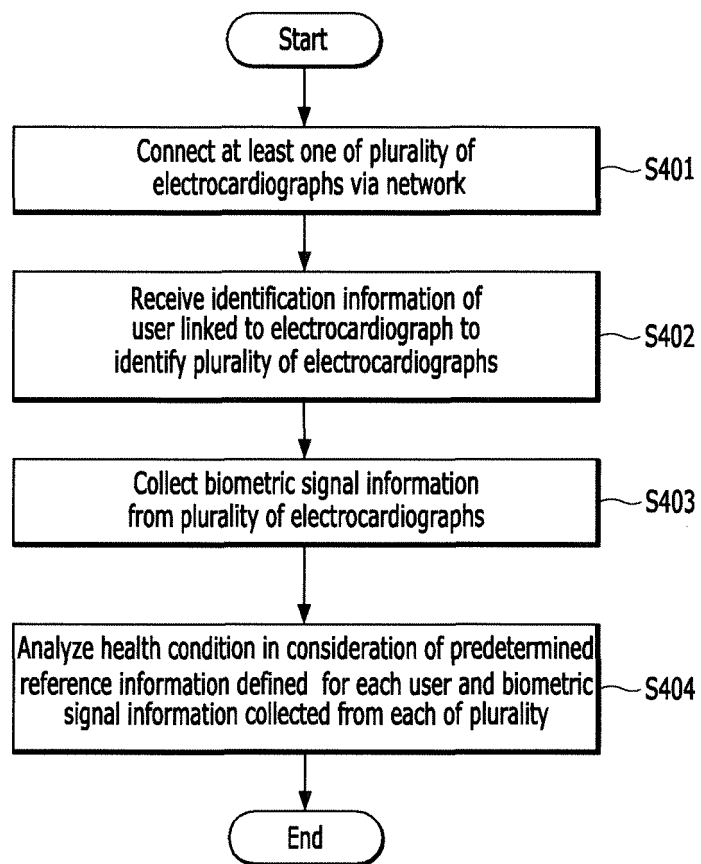 Start
Connect at least one of plurality of
electrocardiographs via network
S401
Receive identification information of
user linked to electrocardiograph to
identify plurality of electrocardiographs
S402
Collect biometric signal information
from plurality of electrocardiographs
S403
Analyze health condition in consideration of predetermined
reference information defined for each user and biometric
signal information collected from each of plurality
S404
End